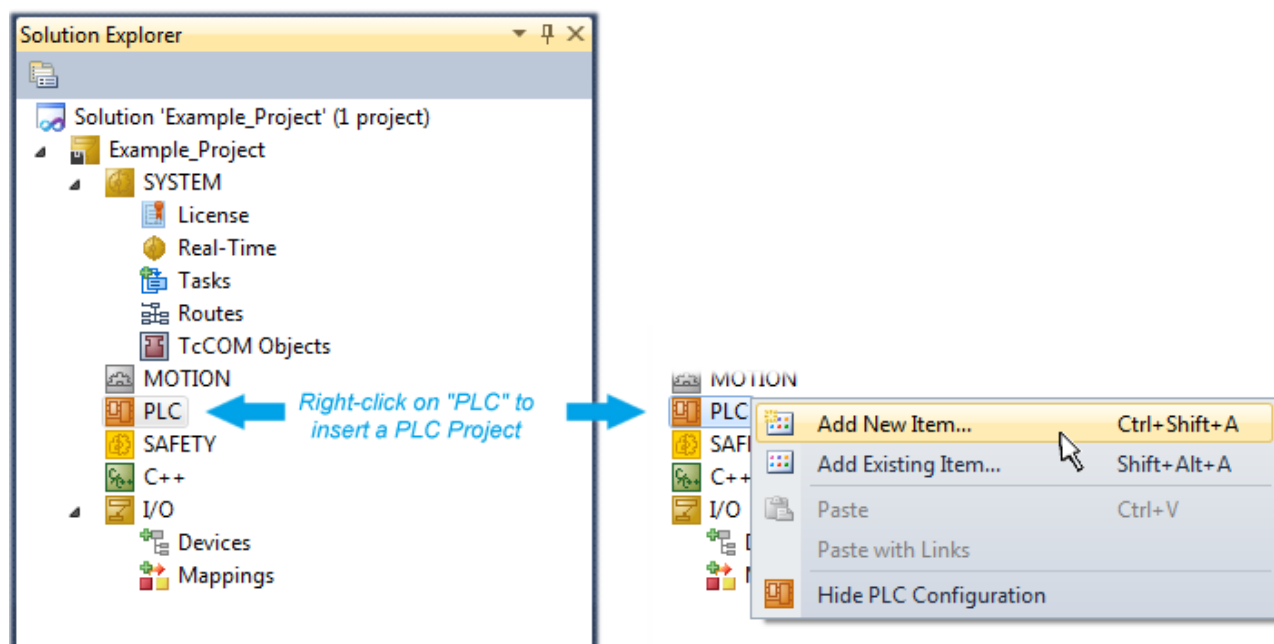 Solution Explorer
Solution 'Example_Project' (1 project)
Example_Project
SYSTEM
License
Real-Time
Tasks
Routes
TcCOM Objects
MOTION
PLC
SAFETY
C++
I/O
Devices
Mappings
Right-click on "PLC" to
insert a PLC Project
MOTION
PLC
SAF
C++
I/O
Add New Item... Ctrl+Shift+A
Add Existing Item... Shift+Alt+A
Paste Ctrl+V
Paste with Links
Hide PLC Configuration